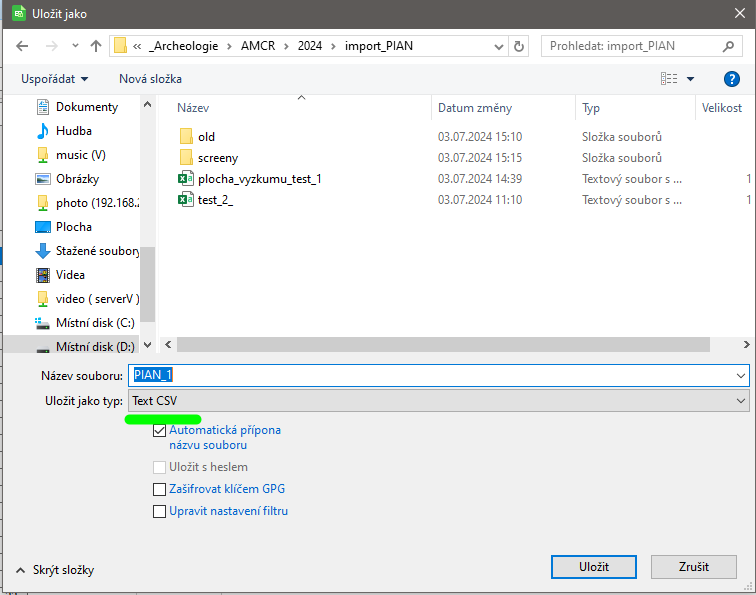 Uložit jako
« _Archeologie › AMCR › 2024 › import_PIAN
Prohledat: import_PIAN
Uspořádat
Nová složka
?
Dokumenty
Hudba
music (V)
Obrázky
photo (192.168.2
Plocha
Stažené soubory
Videa
video ( serverV )
Místní disk (C:)
Místní disk (D:)
Název Datum změny Typ Velikost
old 03.07.2024 15:10 Složka souborů
screeny 03.07.2024 15:15 Složka souborů
plocha_vyzkumu_test_1 03.07.2024 14:39 Textový soubor s ... 1
test_2_ 03.07.2024 11:10 Textový soubor s ... 1
Název souboru: PIAN_1
Uložit jako typ: Text CSV
Automatická přípona
názvu souboru
Uložit s heslem
Zašifrovat klíčem GPG
Upravit nastavení filtru
Skrýt složky
Uložit
Zrušit